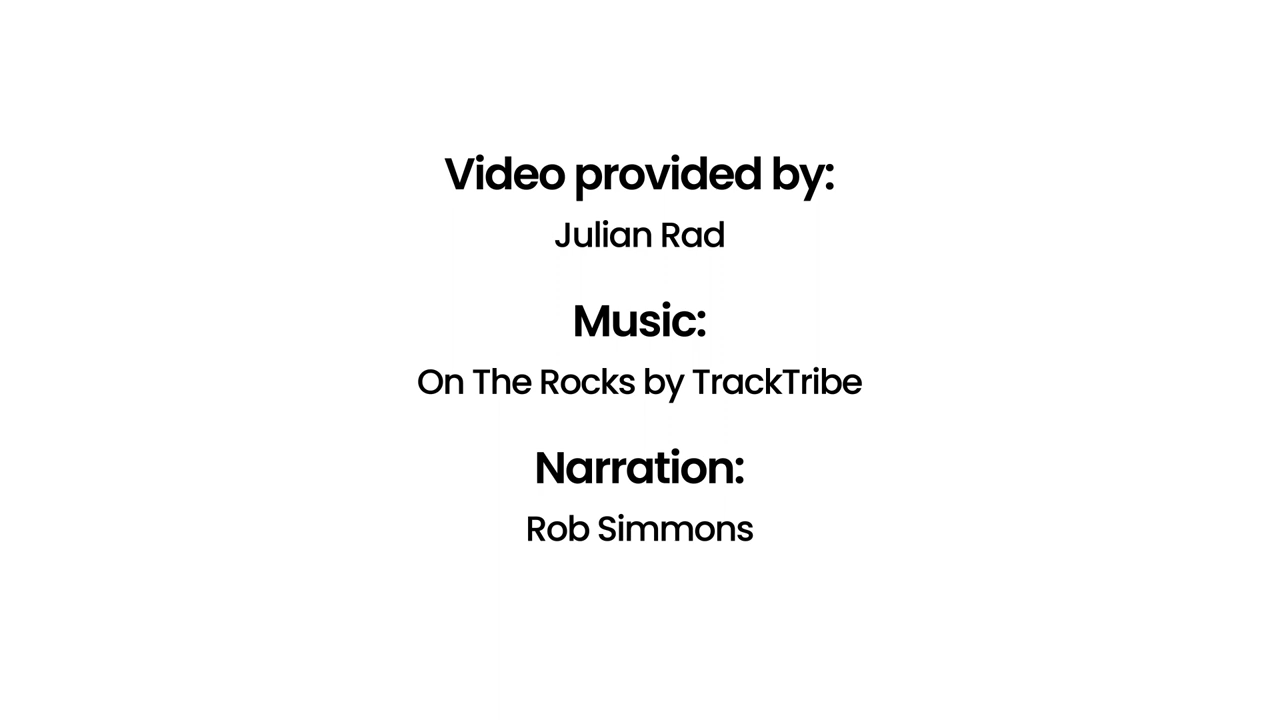 Video provided by:
Julian Rad
Music:
On The Rocks by TrackTribe
Narration:
Rob Simmons